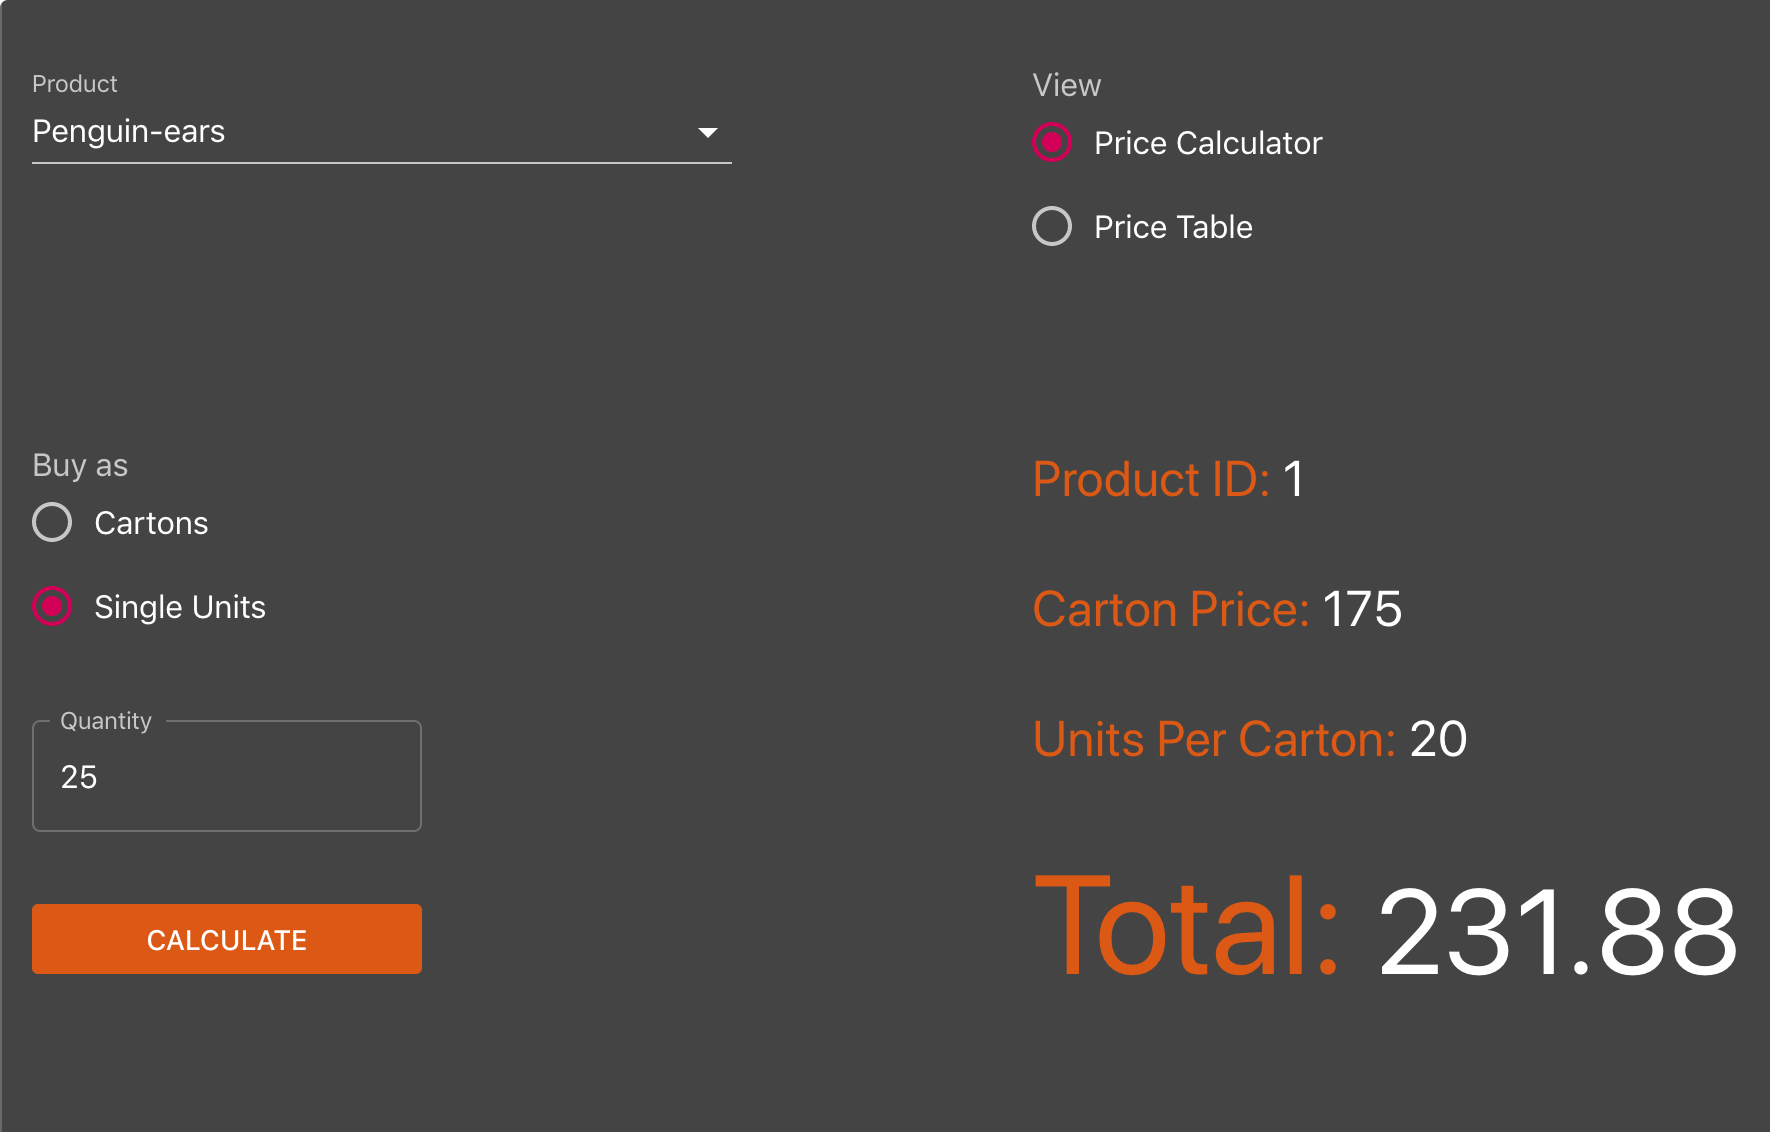 Product
Penguin-ears
View
Price Calculator
Price Table
Buy as
Cartons
Single Units
Quantity
25
CALCULATE
Product ID: 1
Carton Price: 175
Units Per Carton: 20
Total: 231.88